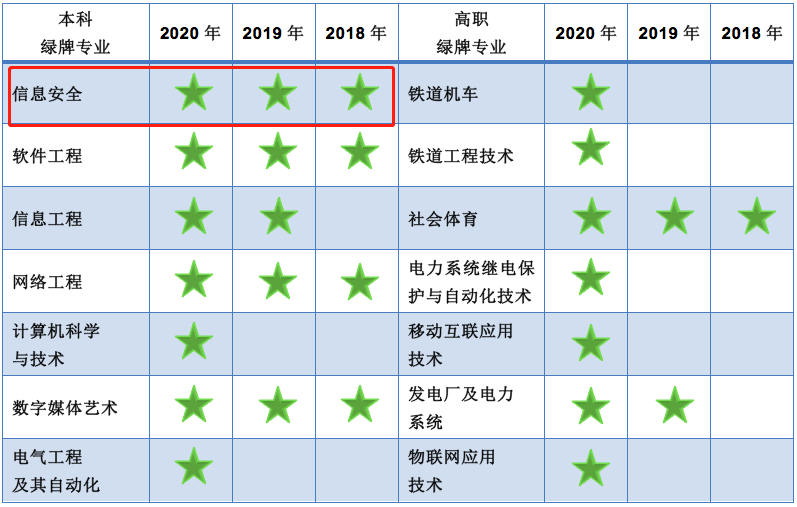 本科
绿牌专业
2020 年
2019 年
2018 年
高职
绿牌专业
2020 年
2019 年
2018 年
信息安全
铁道机车
软件工程
铁道工程技术
信息工程
社会体育
网络工程
电力系统继电保
护与自动化技术
计算机科学
与技术
移动互联应用
技术
数字媒体艺术
发电厂及电力
系统
电气工程
及其自动化
物联网应用
技术